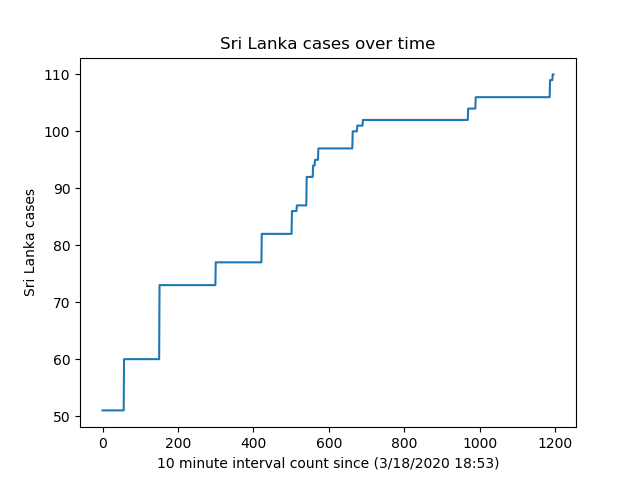 Sri Lanka cases over time
110
100
90
80
70
60
50
Sri Lanka cases
0 200 400 600 800 1000 1200
10 minute interval count since (3/18/2020 18:53)